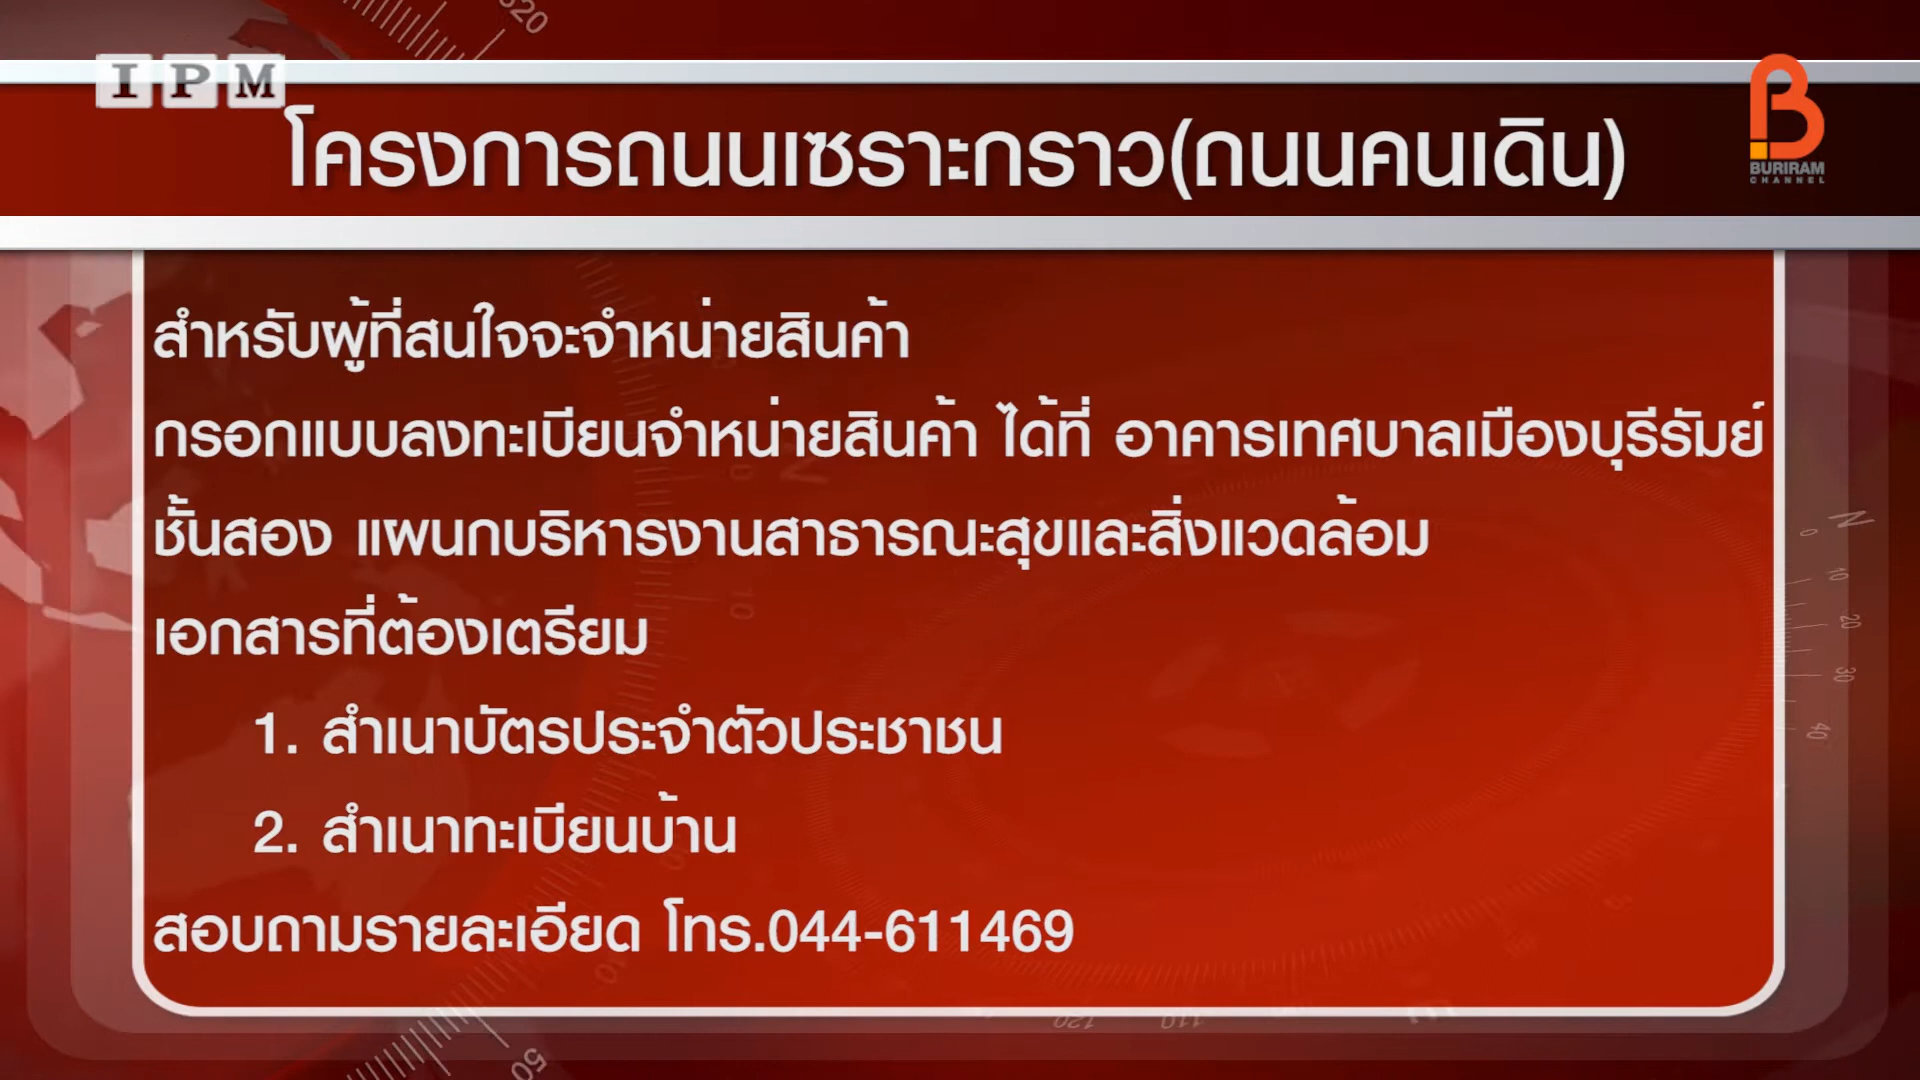 IPM
โครงการถนนเซราะกราว(ถนนคนเดิน)
BURIRAM
CHANNEL
สำหรับผู้ที่สนใจจะจำหน่ายสินค้า
กรอกแบบลงทะเบียนจำหน่ายสินค้า ได้ที่ อาคารเทศบาลเมืองบุรีรัมย์
ชั้นสอง แผนกบริหารงานสาธารณะสุขและสิ่งแวดล้อม
เอกสารที่ต้องเตรียม
1. สำเนาบัตรประจำตัวประชาชน
2. สำเนาทะเบียนบ้าน
สอบถามรายละเอียด โทร.044-611469